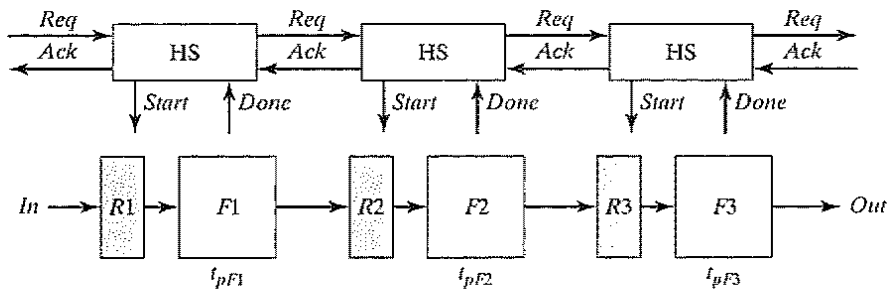 Req Req Req Req
Ack HS Ack HS Ack HS Ack
Start Done Start Done Start Done
In R1 F1 R2 F2 R3 F3 Out
tpF1 tpF2 tpF3